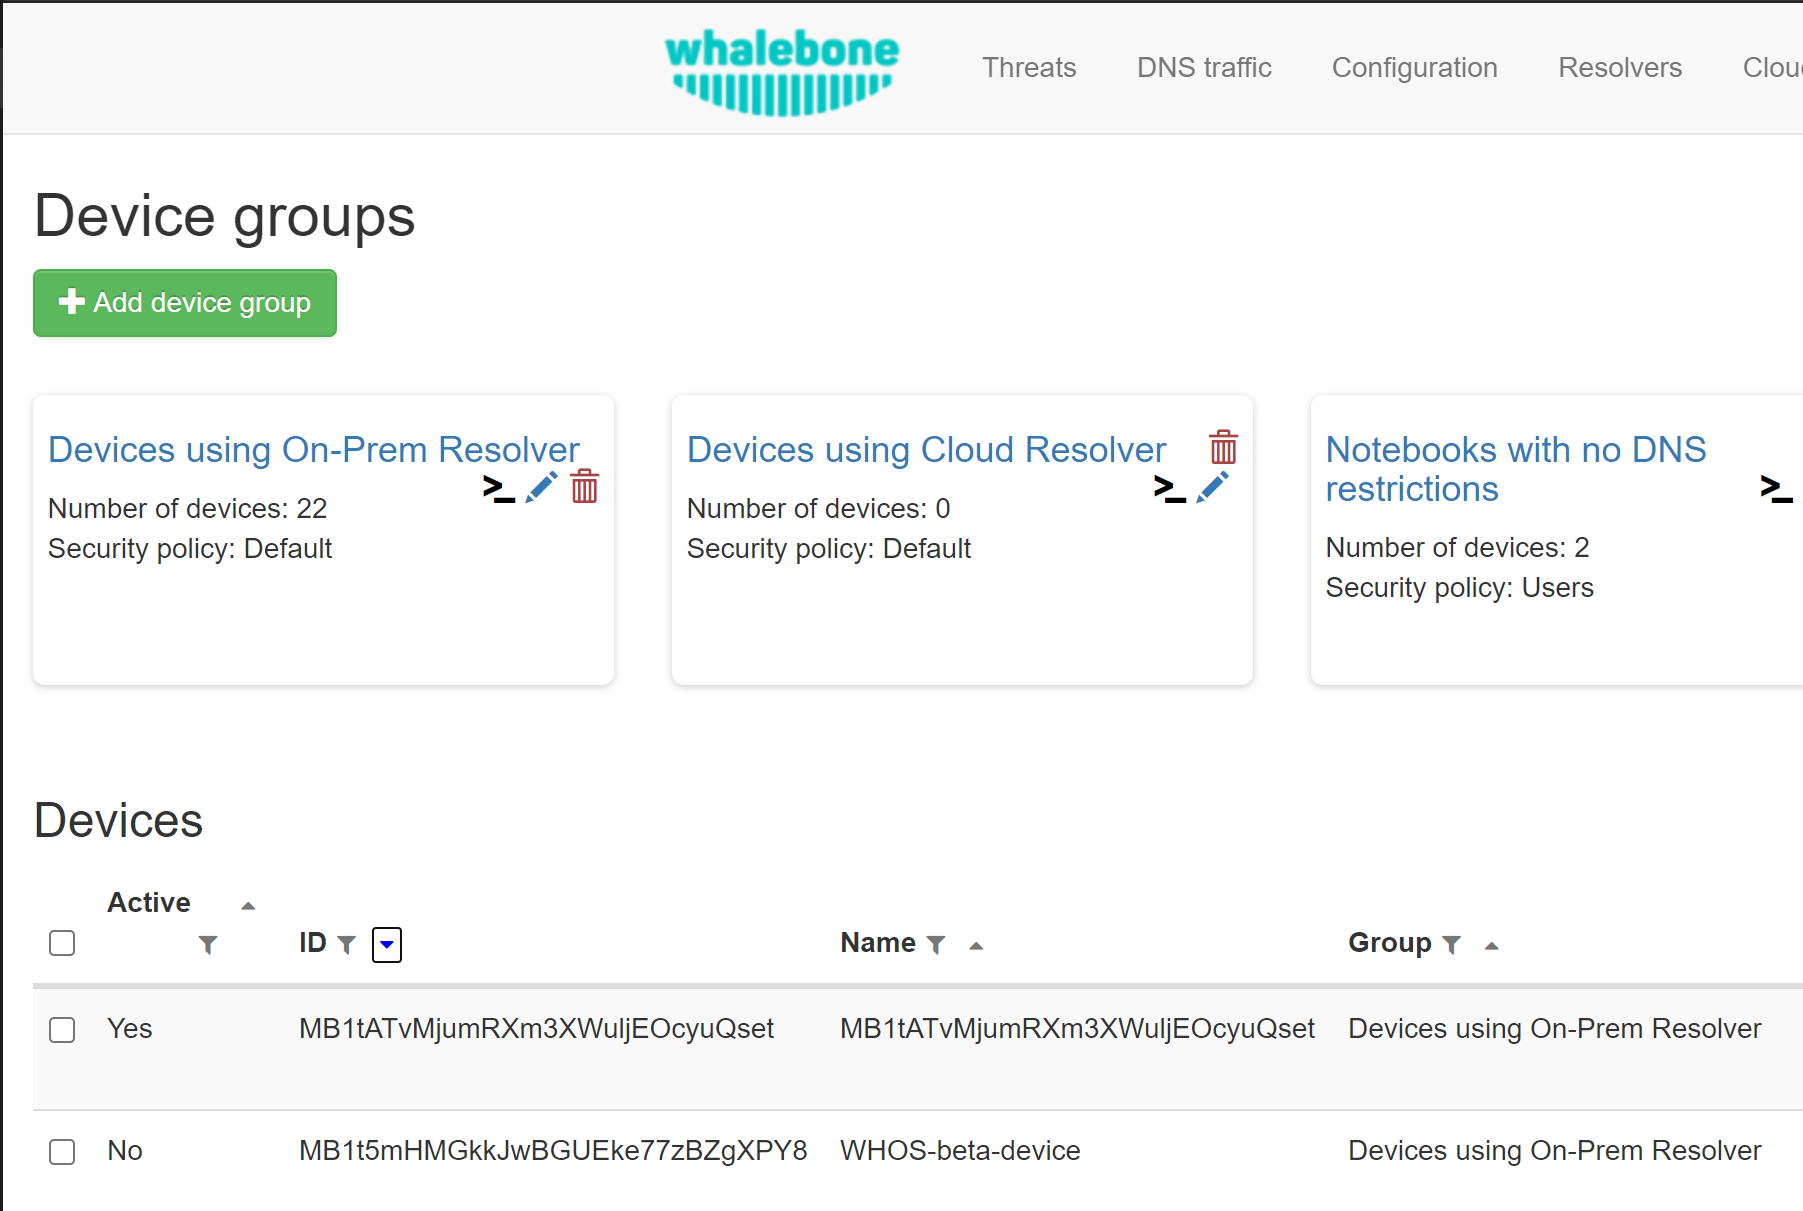 whalebone
Threats DNS traffic Configuration Resolvers Clou
Device groups
Add device group
Devices using On-Prem Resolver
Number of devices: 22
Security policy: Default
Devices using Cloud Resolver
Number of devices: 0
Security policy: Default
Notebooks with no DNS
restrictions
Number of devices: 2
Security policy: Users
Devices
Active
ID Name Group
Yes MB1tATvMjumRXm3XWuljEOcyuQset MB1tATvMjumRXm3XWuljEOcyuQset Devices using On-Prem Resolver
No MB1t5mHMGkkJwBGUEke77zBZgXPY8 WHOS-beta-device Devices using On-Prem Resolver